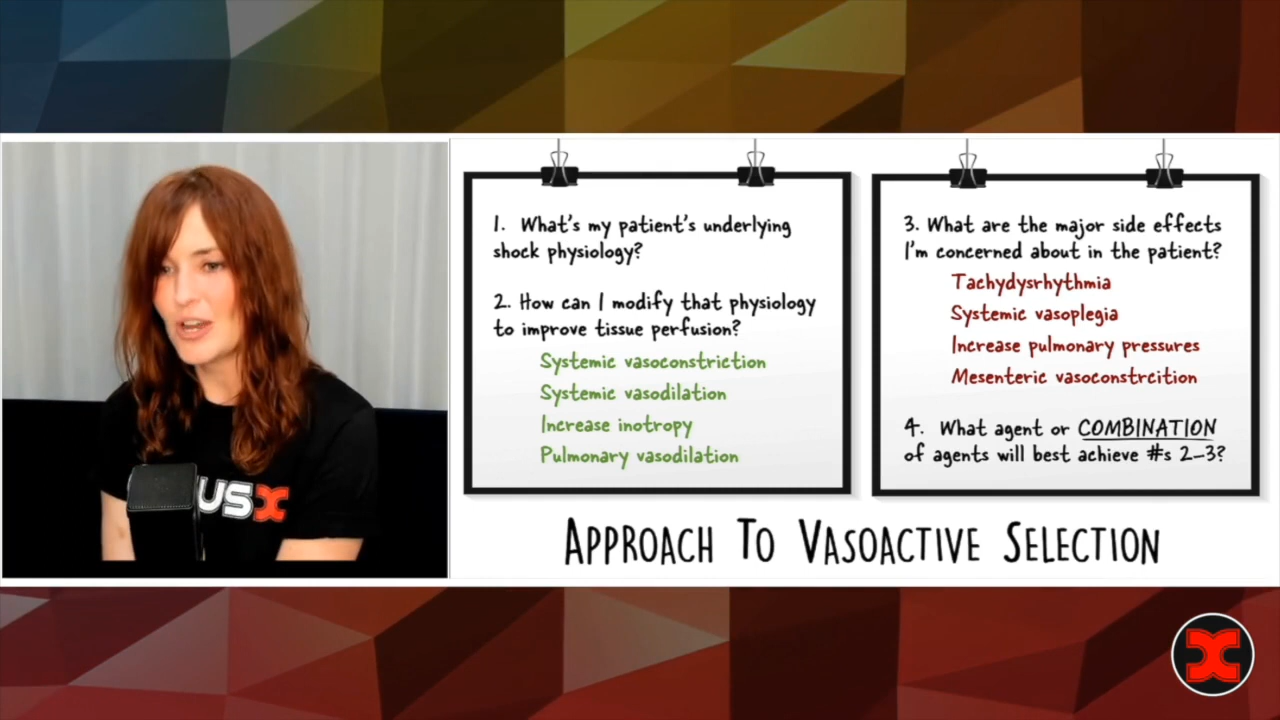 1. What's my patient's underlying
shock physiology?
2. How can I modify that physiology
to improve tissue perfusion?
Systemic vasoconstriction
Systemic vasodilation
Increase inotropy
Pulmonary vasodilation
3. What are the major side effects
I'm concerned about in the patient?
Tachydysrhythmia
Systemic vasoplegia
Increase pulmonary pressures
Mesenteric vasoconstrcition
4. What agent or COMBINATION
of agents will best achieve #s 2-3?
APPROACH TO VASOACTIVE SELECTION
USX